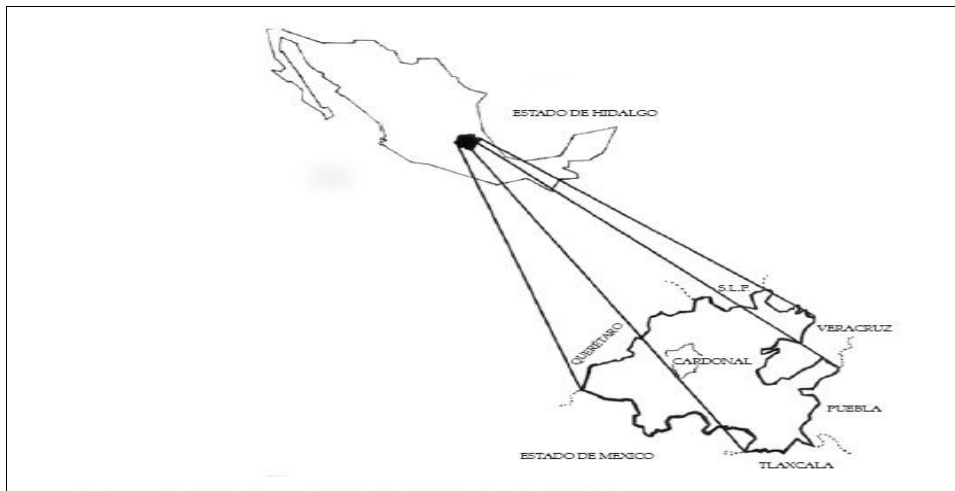 ESTADO DE HIDALGO
S.L.P.
VERACRUZ
QUERÉTARO
CARDONAL
PUEBLA
ESTADO DE MEXICO
TLAXCALA